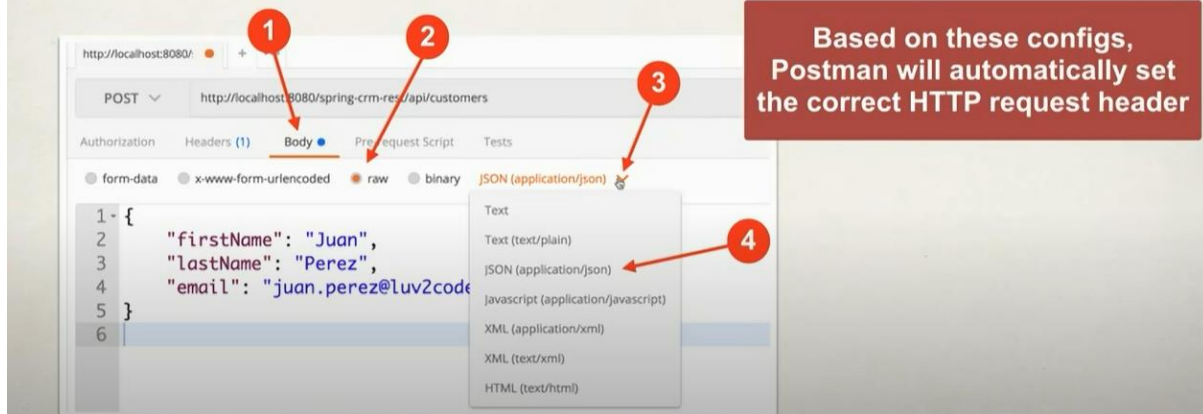 Based on these configs,
Postman will automatically set
the correct HTTP request header
1
2
3
4
http://localhost:8080/
+
POST
http://localhost:8080/spring-crm-rest/api/customers
Authorization Headers (1) Body Pre-request Script Tests
form-data x-www-form-urlencoded raw binary JSON (application/json)
1 {
2 "firstName": "Juan",
3 "lastName": "Perez",
4 "email": "juan.perez@luv2code
5 }
6
Text
Text (text/plain)
JSON (application/json)
Javascript (application/javascript)
XML (application/xml)
XML (text/xml)
HTML (text/html)